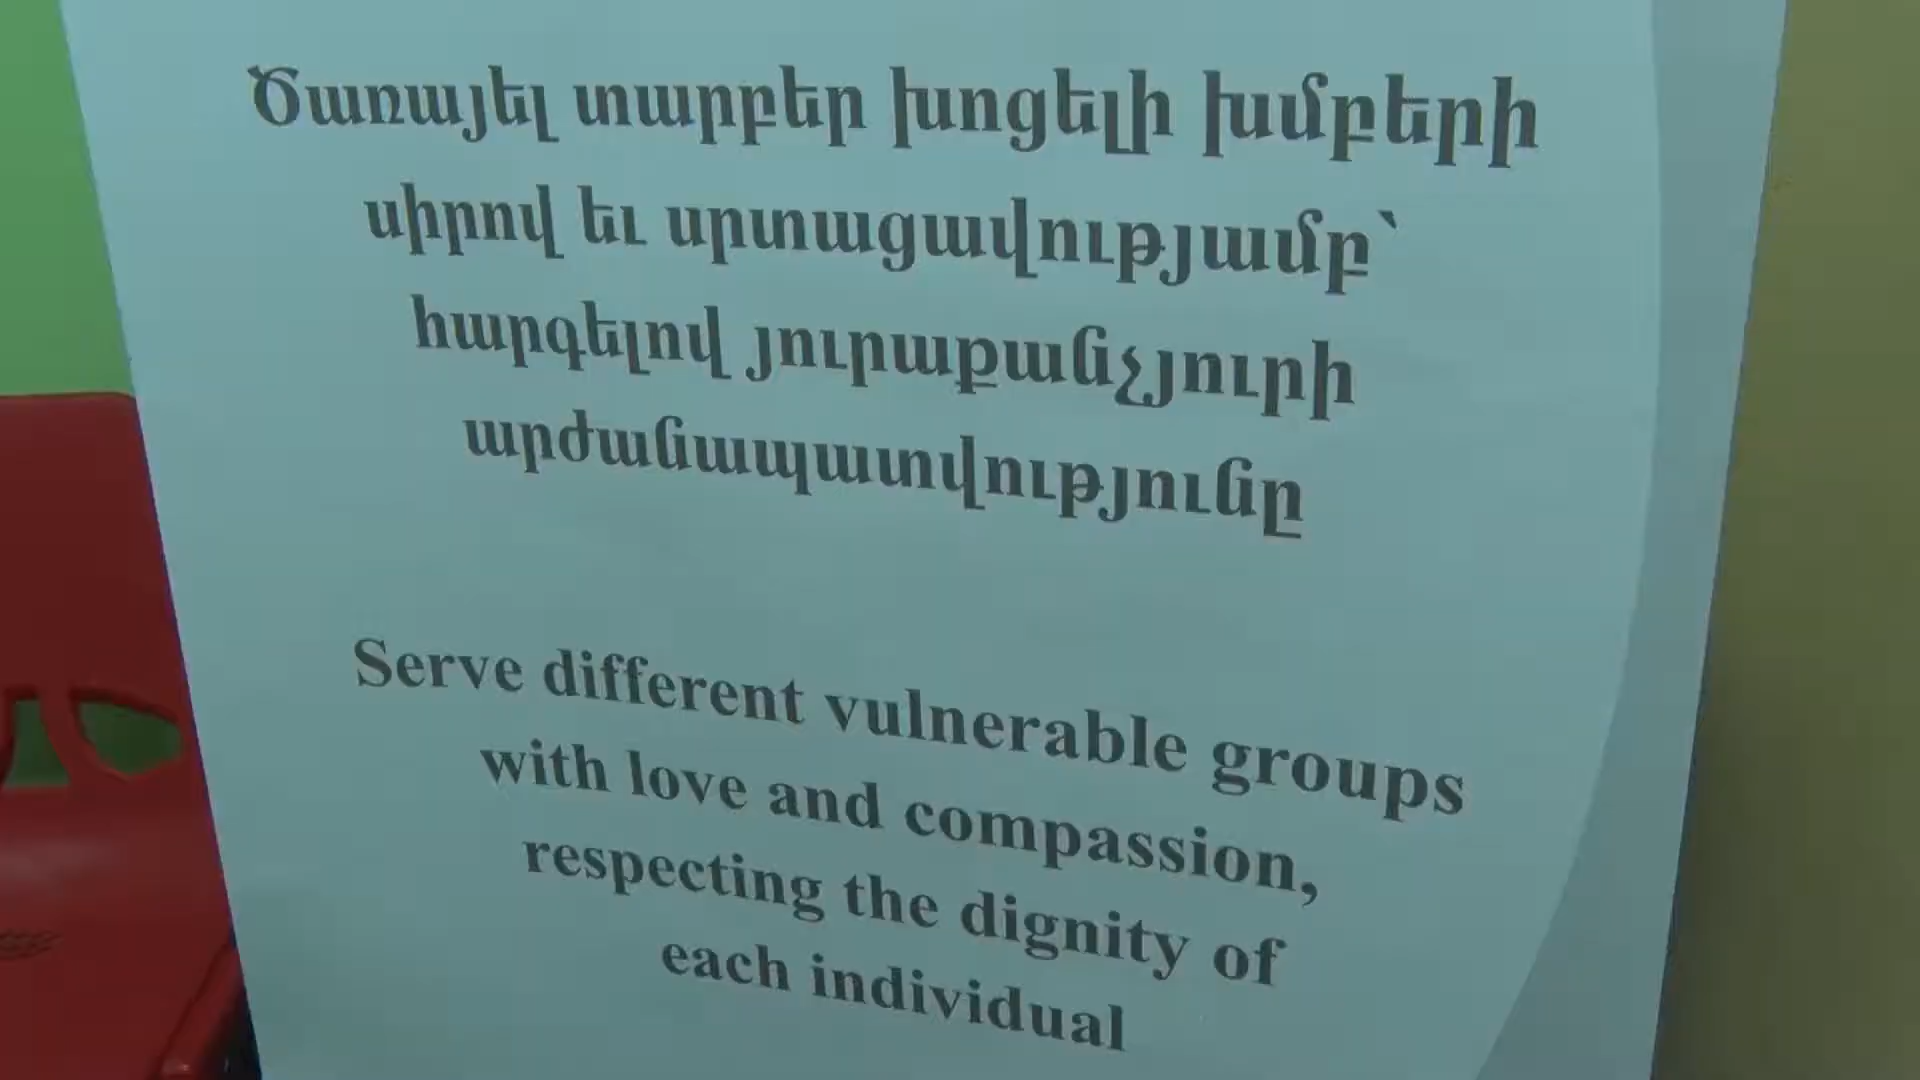 Ծառայել տարբեր խոցելի խմբերի
սիրով եւ սրտացավությամբ՝
հարգելով յուրաքանչյուրի
արժանապատվությունը
Serve different vulnerable groups
with love and compassion,
respecting the dignity of
each individual